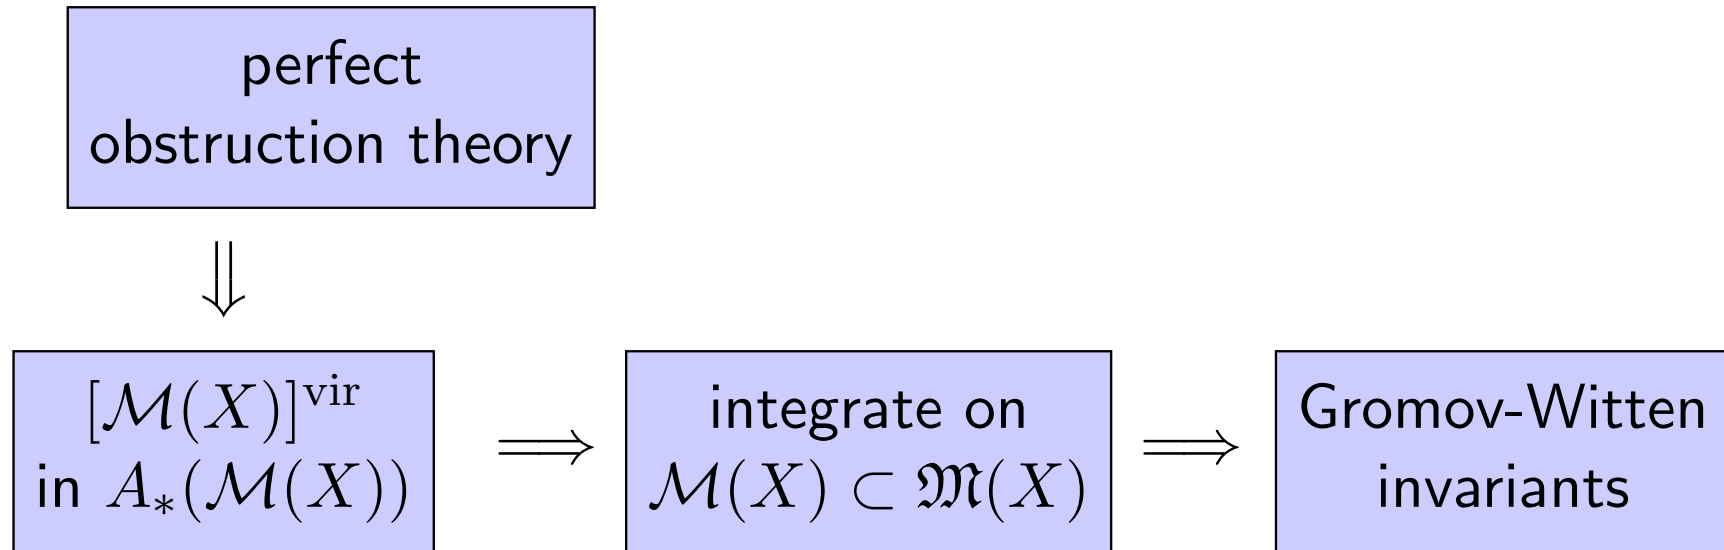 perfect
obstruction theory
⇓
[ℳ(X)]^vir
in A_*(ℳ(X))
⟹
integrate on
ℳ(X) ⊂ 𝔐(X)
⟹
Gromov-Witten
invariants